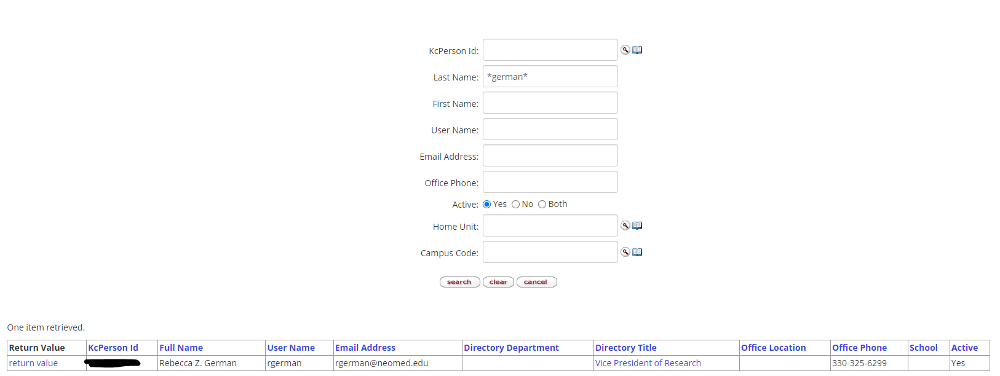 KcPerson Id:
Last Name: *german*
First Name:
User Name:
Email Address:
Office Phone:
Active: Yes No Both
Home Unit:
Campus Code:
search clear cancel
One item retrieved.
Return Value KcPerson Id Full Name User Name Email Address Directory Department Directory Title Office Location Office Phone School Active
return value Rebecca Z. German rgerman rgerman@neomed.edu Vice President of Research 330-325-6299 Yes